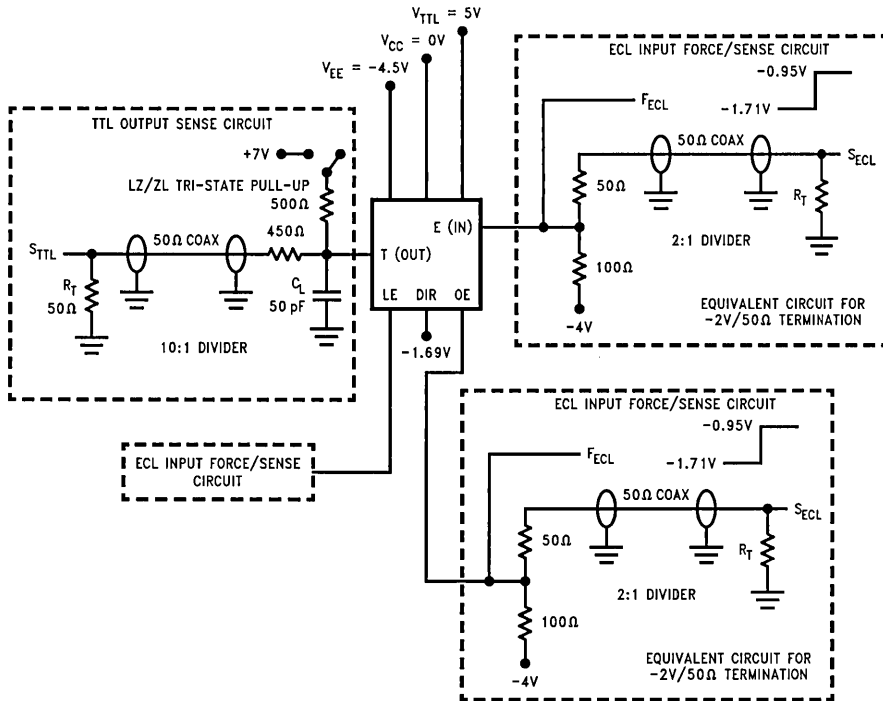 V_TTL = 5V
V_CC = 0V
V_EE = -4.5V
TTL OUTPUT SENSE CIRCUIT
+7V
LZ/ZL TRI-STATE PULL-UP
500Ω
450Ω
S_TTL
50Ω COAX
R_T
50Ω
C_L
50 pF
10:1 DIVIDER
E (IN)
T (OUT)
LE DIR OE
-1.69V
ECL INPUT FORCE/SENSE CIRCUIT
-0.95V
F_ECL
-1.71V
50Ω COAX
S_ECL
50Ω
R_T
2:1 DIVIDER
100Ω
-4V
EQUIVALENT CIRCUIT FOR
-2V/50Ω TERMINATION
ECL INPUT FORCE/SENSE
CIRCUIT
ECL INPUT FORCE/SENSE CIRCUIT
-0.95V
F_ECL
-1.71V
50Ω COAX
S_ECL
50Ω
R_T
2:1 DIVIDER
100Ω
-4V
EQUIVALENT CIRCUIT FOR
-2V/50Ω TERMINATION